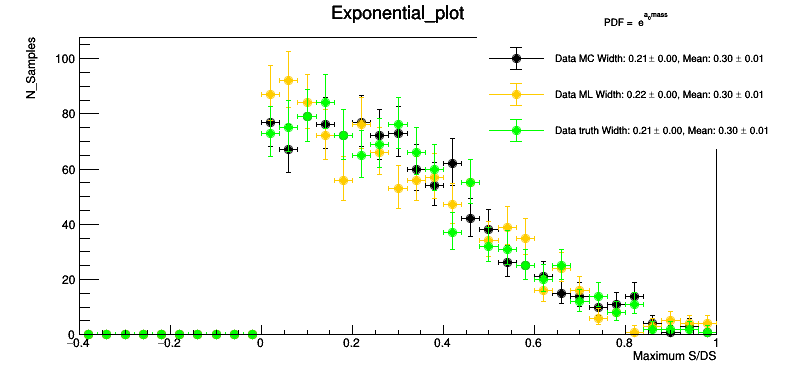 Exponential_plot
PDF = e^a₀mass
Data MC Width: 0.21 ± 0.00, Mean: 0.30 ± 0.01
Data ML Width: 0.22 ± 0.00, Mean: 0.30 ± 0.01
Data truth Width: 0.21 ± 0.00, Mean: 0.30 ± 0.01
N_Samples
100
80
60
40
20
0
−0.4 −0.2 0 0.2 0.4 0.6 0.8 1
Maximum S/DS